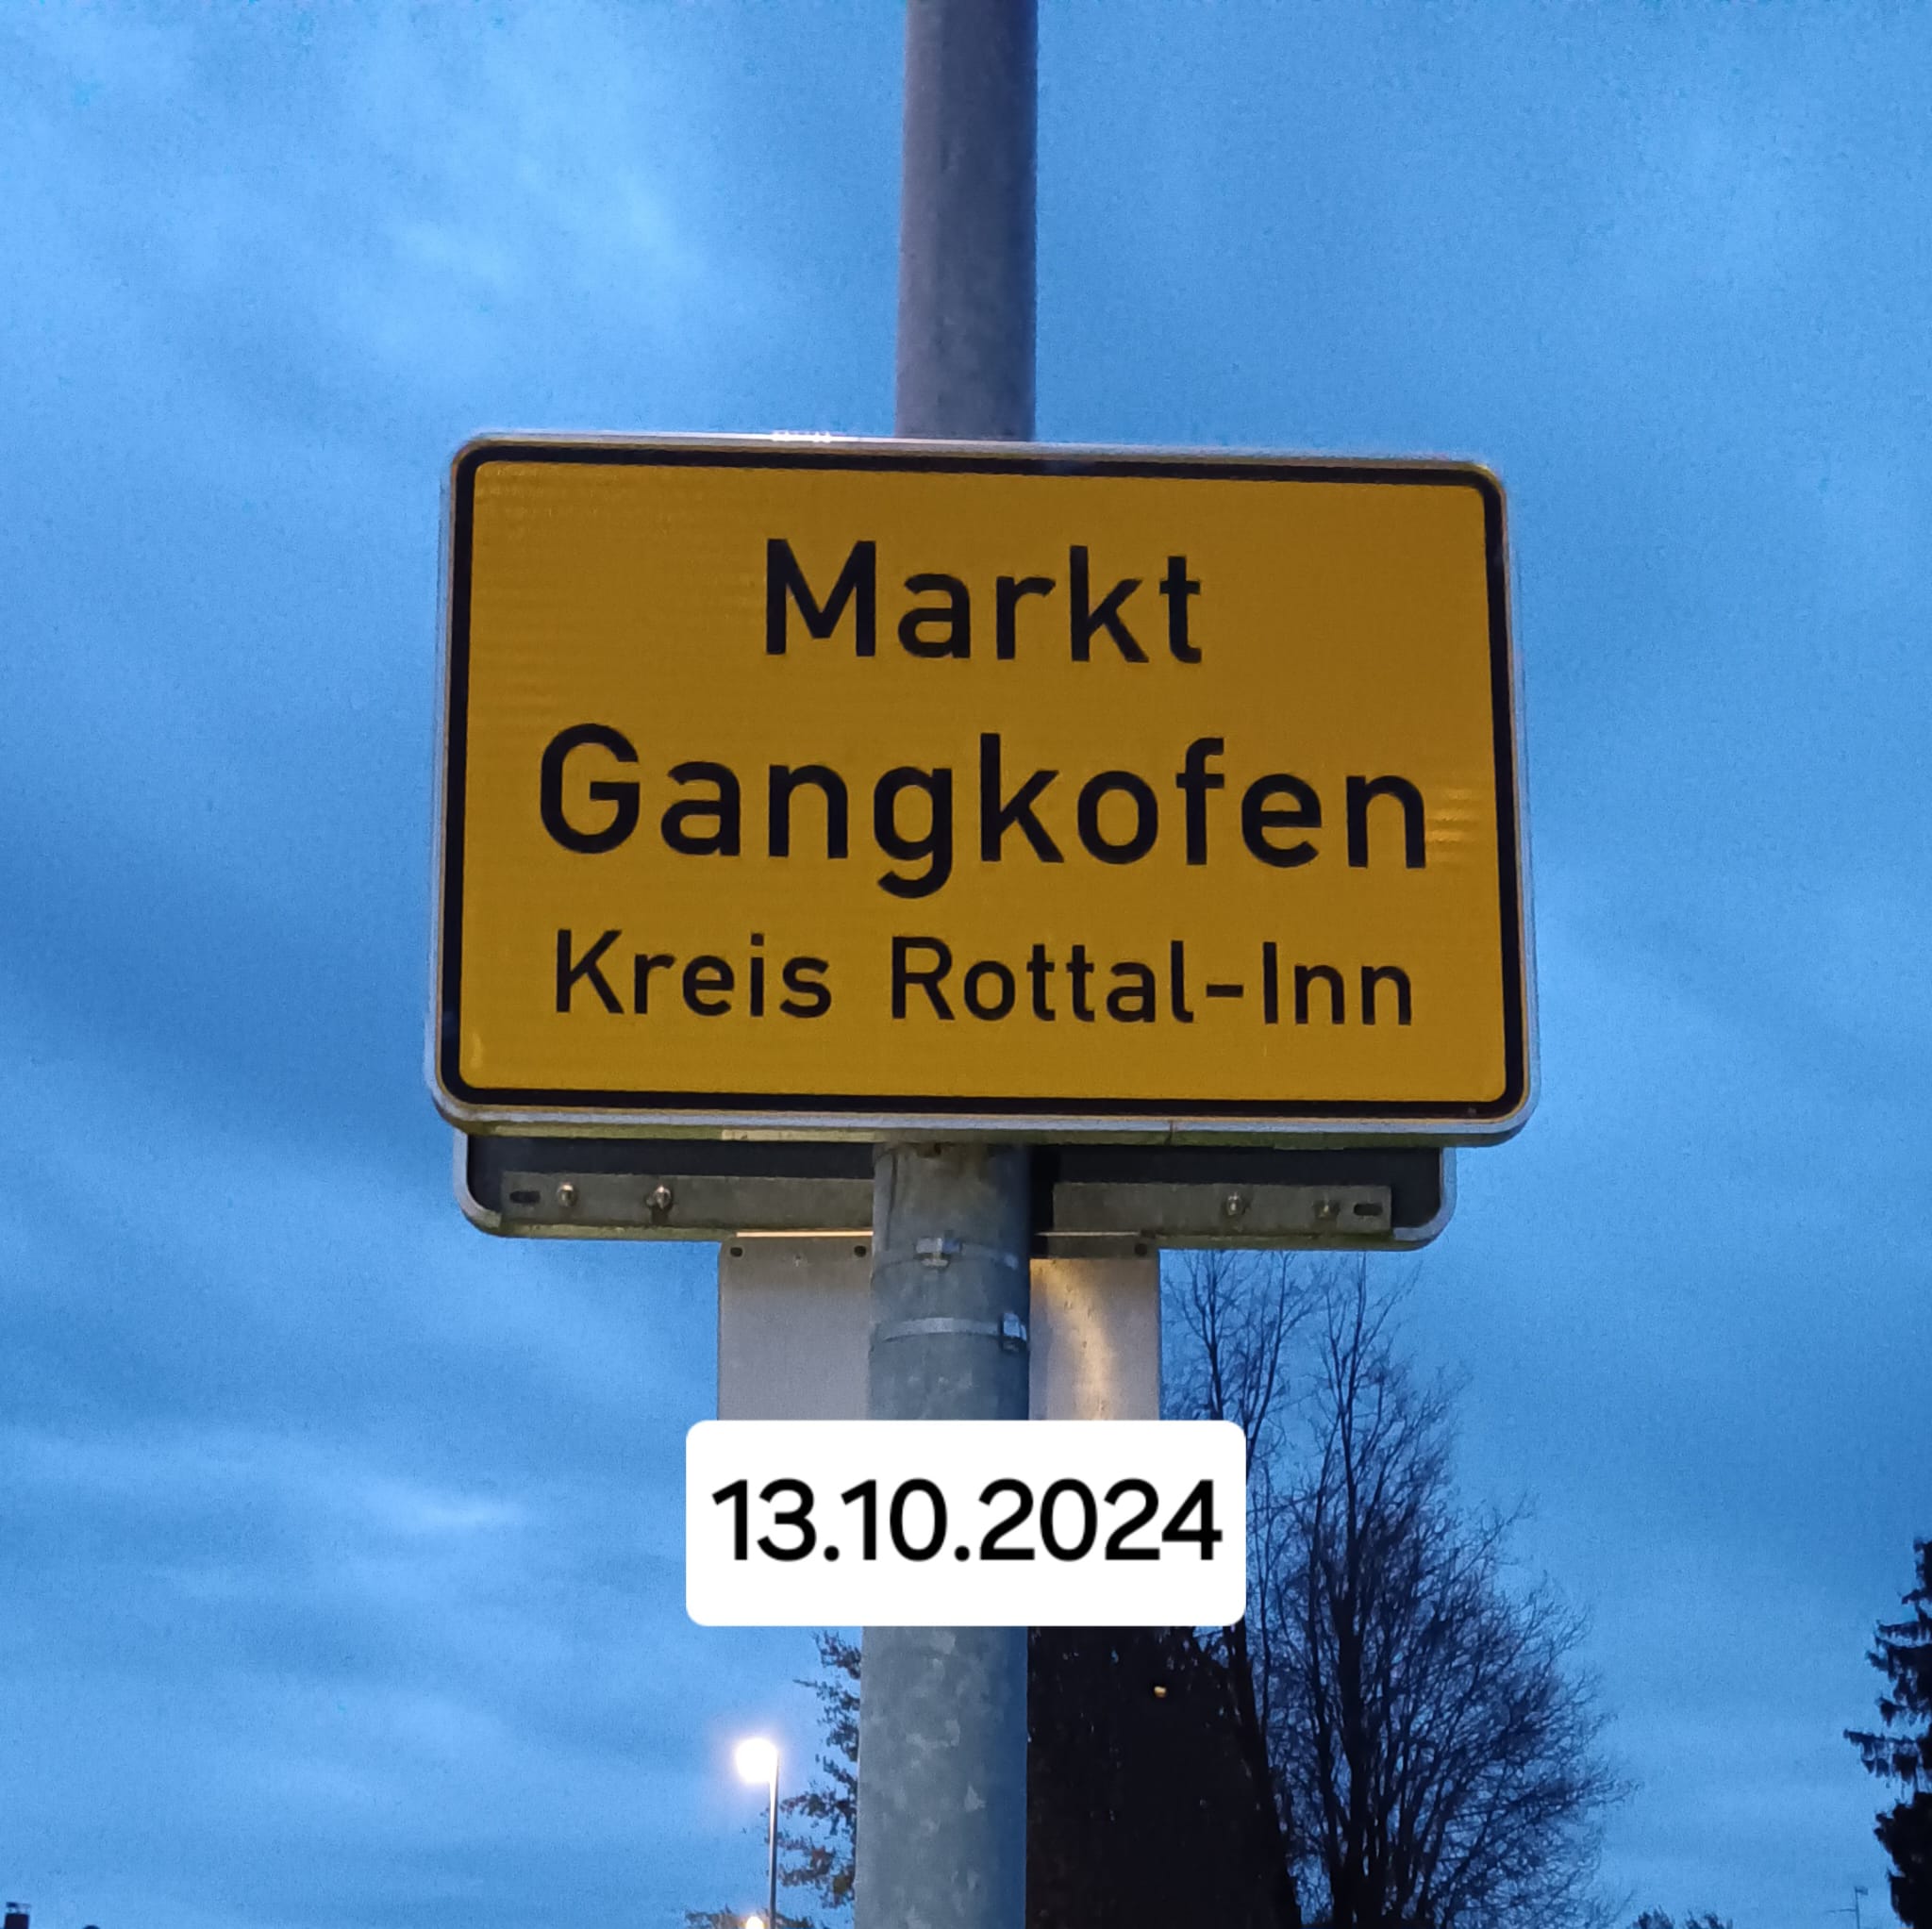 Markt
Gangkofen
Kreis Rottal-Inn
13.10.2024